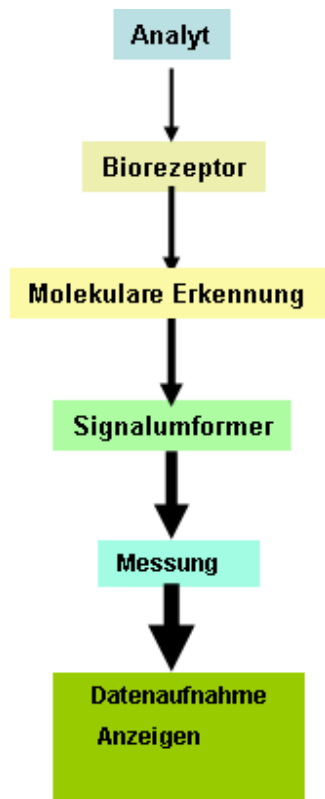 Analyt
Biorezeptor
Molekulare Erkennung
Signalumformer
Messung
Datenaufnahme
Anzeigen